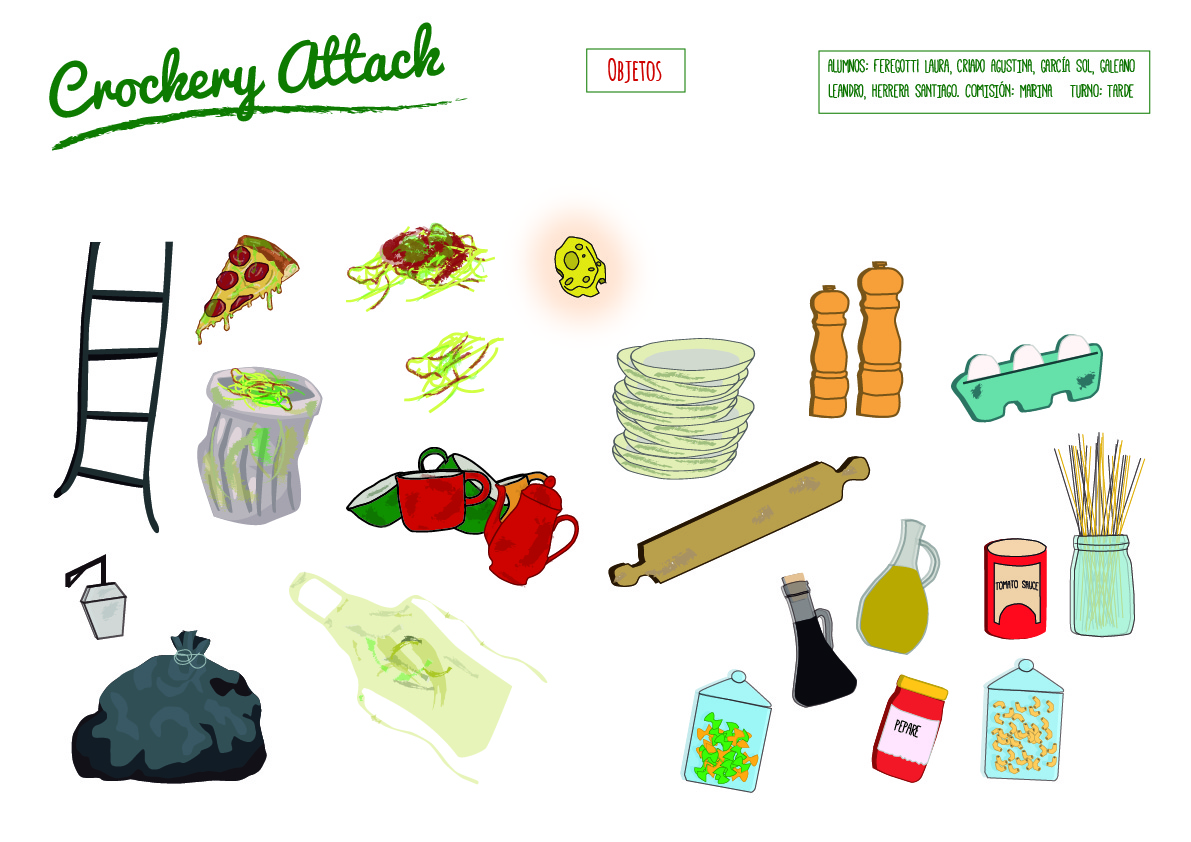 Crockery Attack
OBJETOS
ALUMNOS: FEREGOTTI LAURA, CRIADO AGUSTINA, GARCÍA SOL, GALEANO
LEANDRO, HERRERA SANTIAGO. COMISIÓN: MARINA TURNO: TARDE
TOMATO SAUCE
PEPARE